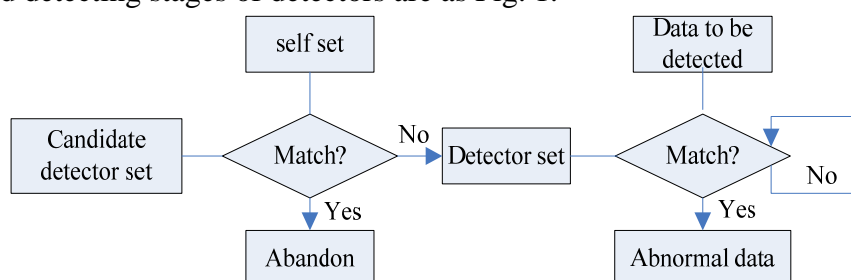 d detecting stages of detectors are as Fig. 1.
self set
Data to be
detected
Candidate
detector set
Match?
No
Detector set
Match?
No
Yes
Yes
Abandon
Abnormal data